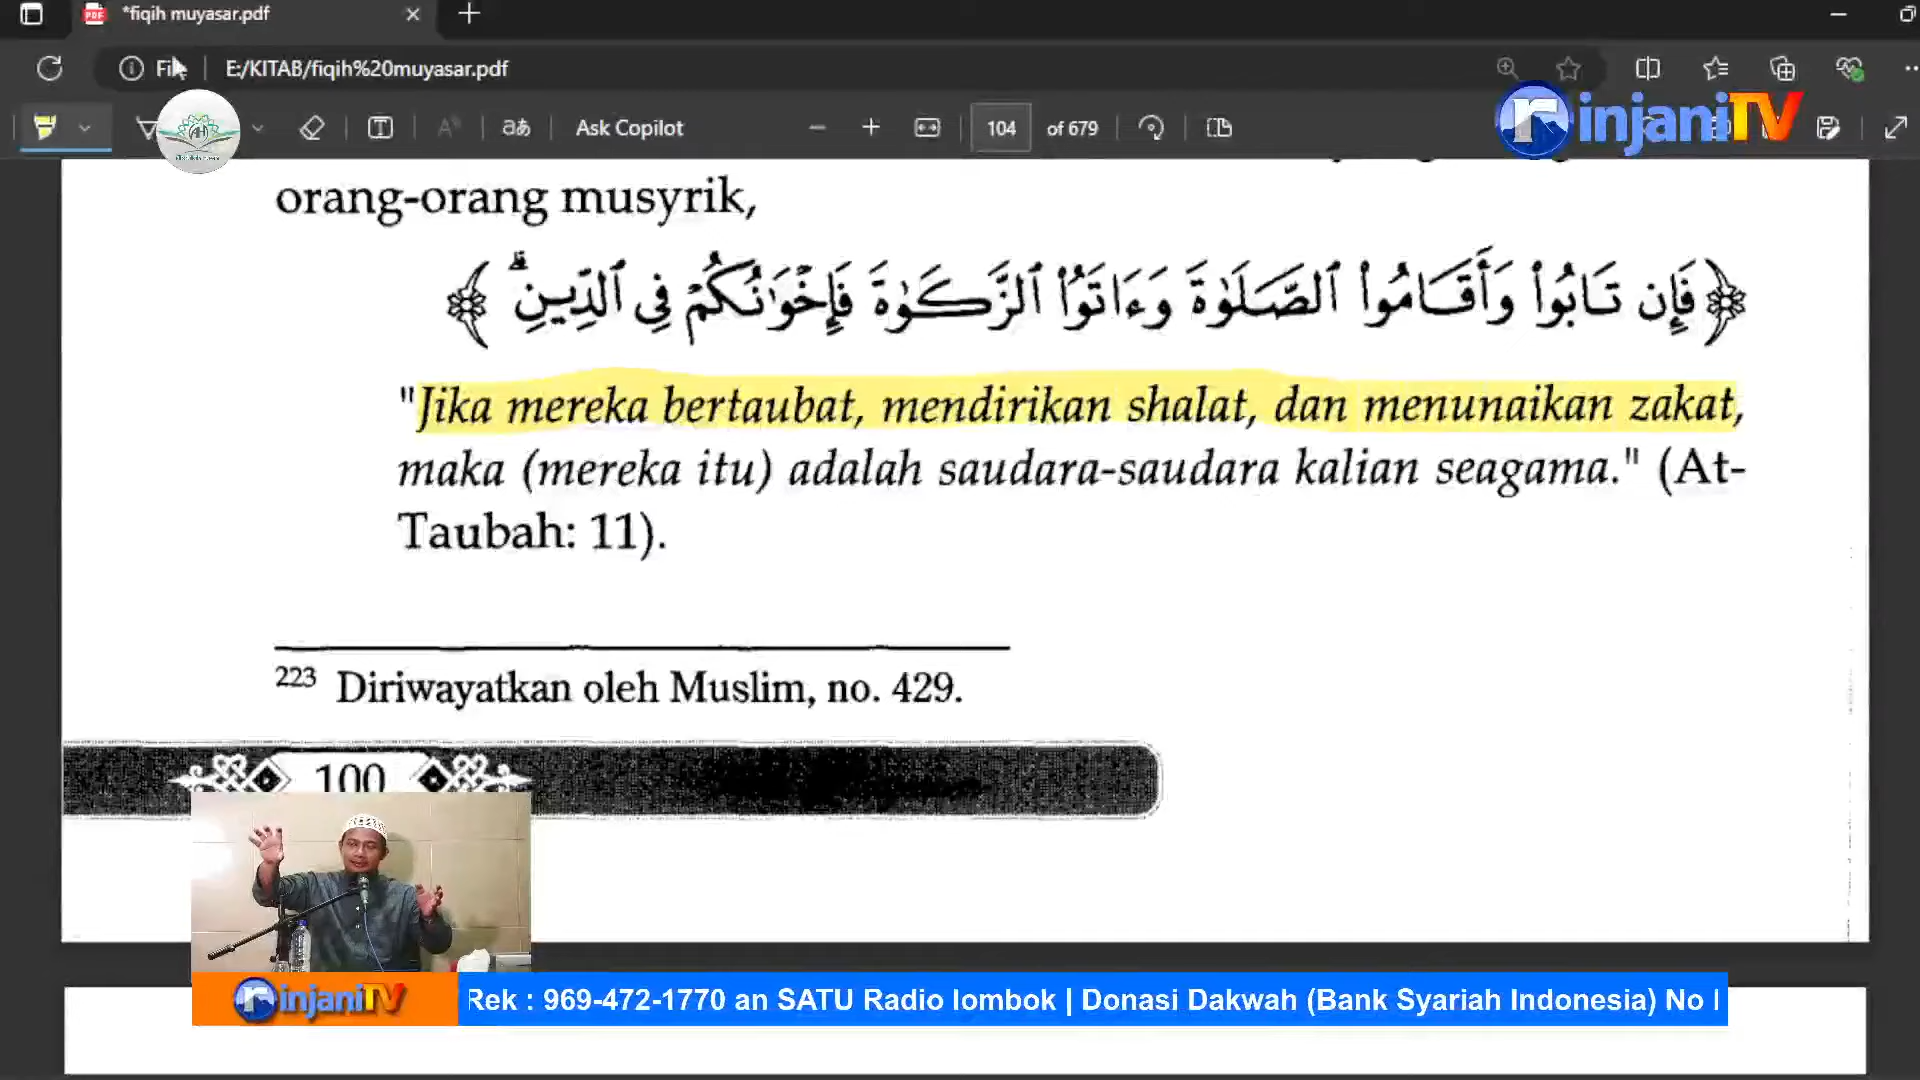 *fiqih muyasar.pdf
E:/KITAB/fiqih%20muyasar.pdf
Ask Copilot
104 of 679
rinjaniTV
orang-orang musyrik,
﴿فَإِن تَابُوا۟ وَأَقَامُوا۟ ٱلصَّلَوٰةَ وَءَاتَوُا۟ ٱلزَّكَوٰةَ فَإِخْوَٰنُكُمْ فِى ٱلدِّينِ ۗ﴾
"Jika mereka bertaubat, mendirikan shalat, dan menunaikan zakat,
maka (mereka itu) adalah saudara-saudara kalian seagama." (At-
Taubah: 11).
223 Diriwayatkan oleh Muslim, no. 429.
100
rinjaniTV
Rek : 969-472-1770 an SATU Radio lombok | Donasi Dakwah (Bank Syariah Indonesia) No